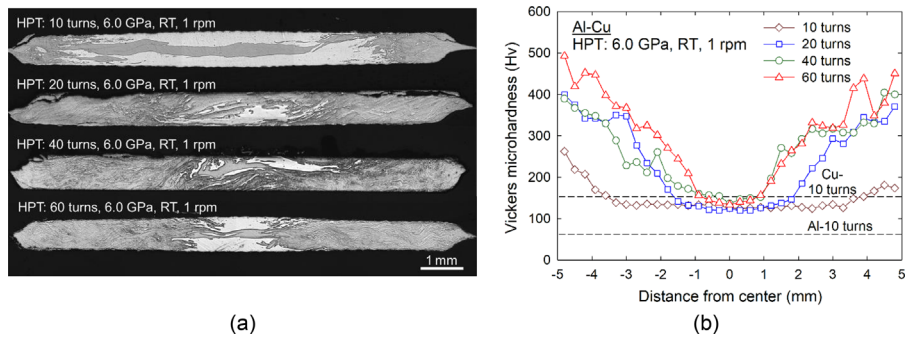 HPT: 10 turns, 6.0 GPa, RT, 1 rpm
HPT: 20 turns, 6.0 GPa, RT, 1 rpm
HPT: 40 turns, 6.0 GPa, RT, 1 rpm
HPT: 60 turns, 6.0 GPa, RT, 1 rpm
1 mm
(a)
Vickers microhardness (Hv)
600
500
400
300
200
100
0
Al-Cu
HPT: 6.0 GPa, RT, 1 rpm
10 turns
20 turns
40 turns
60 turns
Cu-
10 turns
Al-10 turns
-5 -4 -3 -2 -1 0 1 2 3 4 5
Distance from center (mm)
(b)